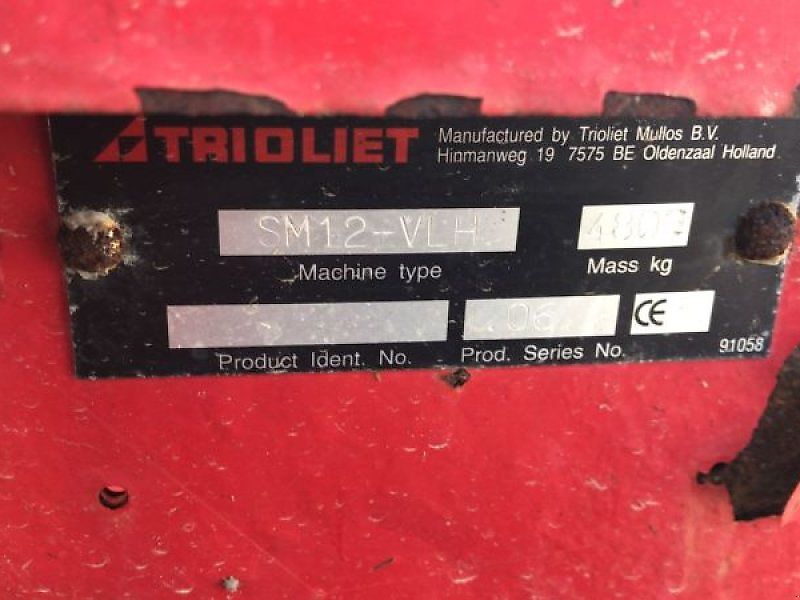 TRIOLIET
Manufactured by Trioliet Mullos B.V.
Hinmanweg 19 7575 BE Oldenzaal Holland
SM12-VLH
Machine type
Mass kg
06
CE
Product Ident. No.
Prod. Series No.
91058